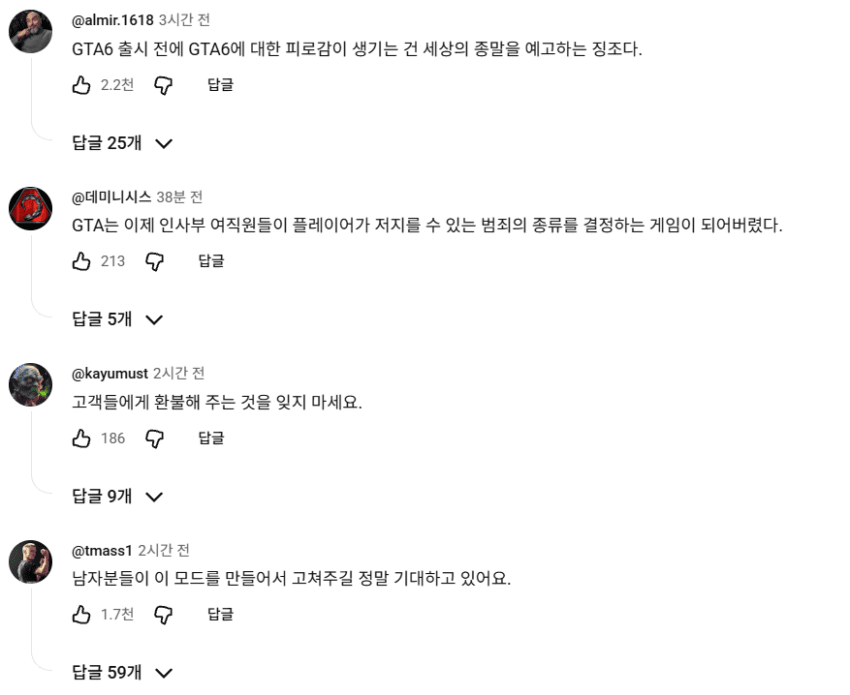 @almir.1618 3시간 전
GTA6 출시 전에 GTA6에 대한 피로감이 생기는 건 세상의 종말을 예고하는 징조다.
2.2천 답글
답글 25개
@데미니시스 38분 전
GTA는 이제 인사부 여직원들이 플레이어가 저지를 수 있는 범죄의 종류를 결정하는 게임이 되어버렸다.
213 답글
답글 5개
@kayumust 2시간 전
고객들에게 환불해 주는 것을 잊지 마세요.
186 답글
답글 9개
@tmass1 2시간 전
남자분들이 이 모드를 만들어서 고쳐주길 정말 기대하고 있어요.
1.7천 답글
답글 59개